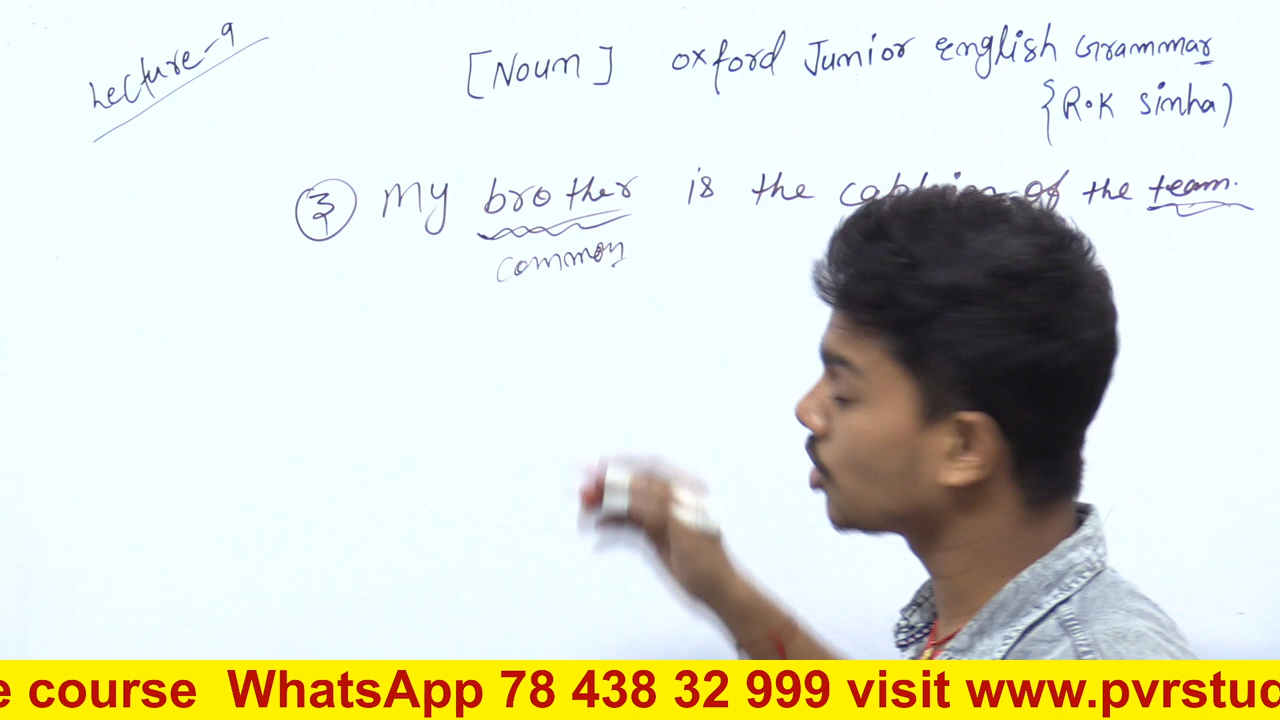 Lecture-9
[Noun] Oxford Junior English Grammar
{R.K Sinha)
3 My brother is the of the team.
common
e course WhatsApp 78 438 32 999 visit www.pvrstud